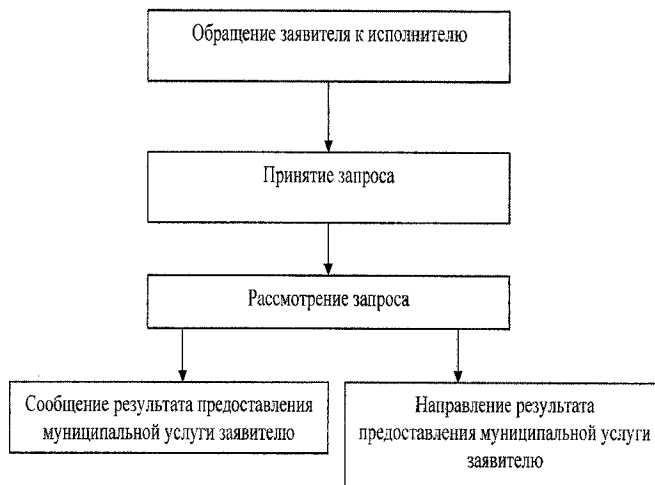 Обращение заявителя к исполнителю
Принятие запроса
Рассмотрение запроса
Сообщение результата предоставления
муниципальной услуги заявителю
Направление результата
предоставления муниципальной услуги
заявителю